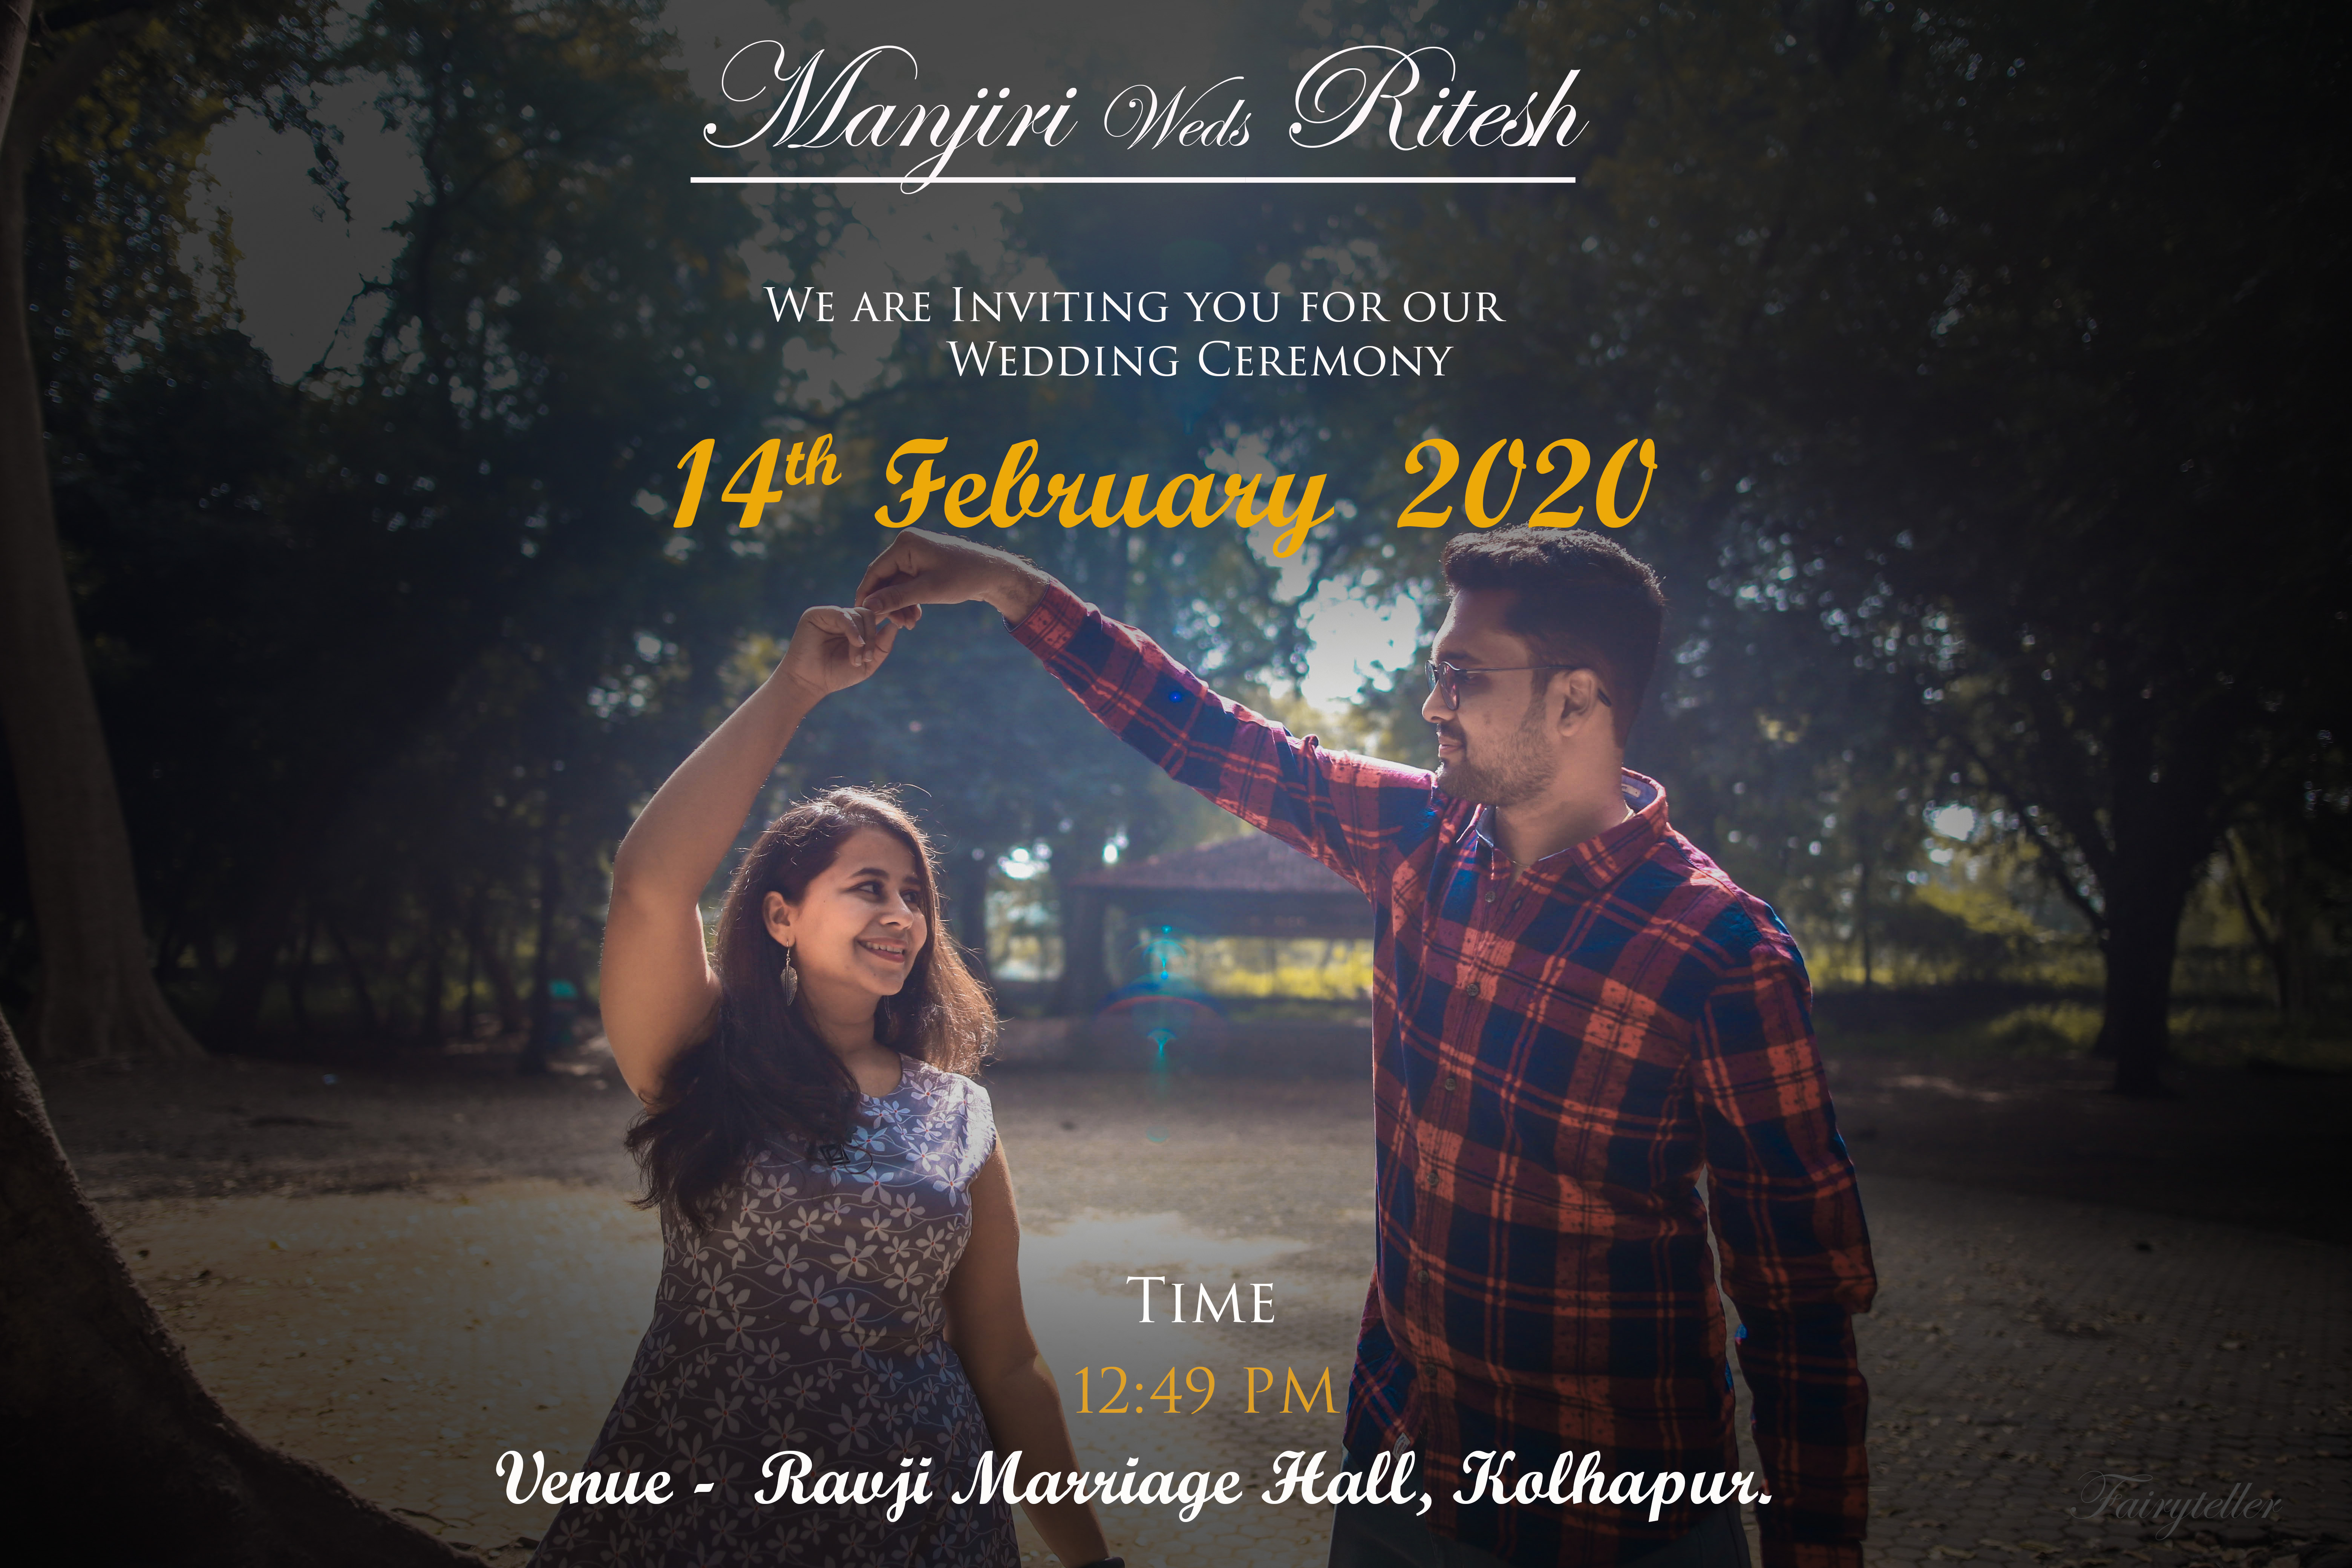 Manjiri Weds Ritesh
We are Inviting you for our
Wedding Ceremony
14th February 2020
Time
12:49 PM
Venue - Ravji Marriage Hall, Kolhapur.
Fairyteller